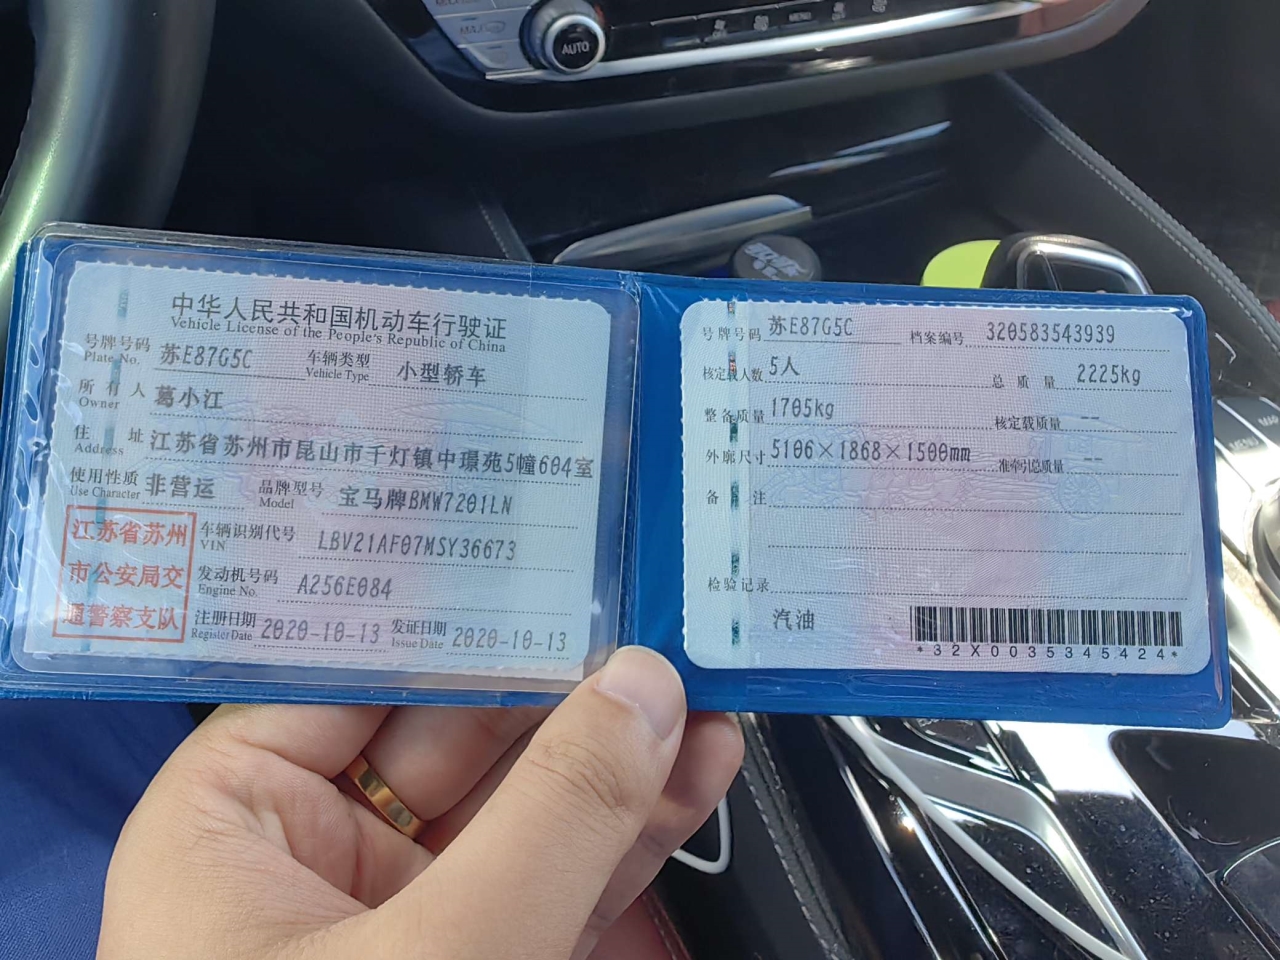 AUTO
MENU
中华人民共和国机动车行驶证
Vehicle License of the People's Republic of China
号牌号码 苏E87G5C 车辆类型 小型轿车
Plate No. Vehicle Type
所有人 葛小江
Owner
住址 江苏省苏州市昆山市千灯镇中環苑5幢604室
Address
使用性质 非营运 品牌型号 宝马牌BMW7201LN
Use Character Model
江苏省苏州
市公安局交
通警察支队
车辆识别代号 LBV21AF07MSY36673
VIN
发动机号码 A256E084
Engine No.
注册日期 2020-10-13 发证日期 2020-10-13
Register Date Issue Date
号牌号码 苏E87G5C 档案编号 320583543939
核定载人数 5人 总质量 2225kg
整备质量 1705kg 核定载质量 --
外廓尺寸 5106×1868×1500mm 准牵引总质量 --
备注
检验记录
汽油
*32X0035345424*